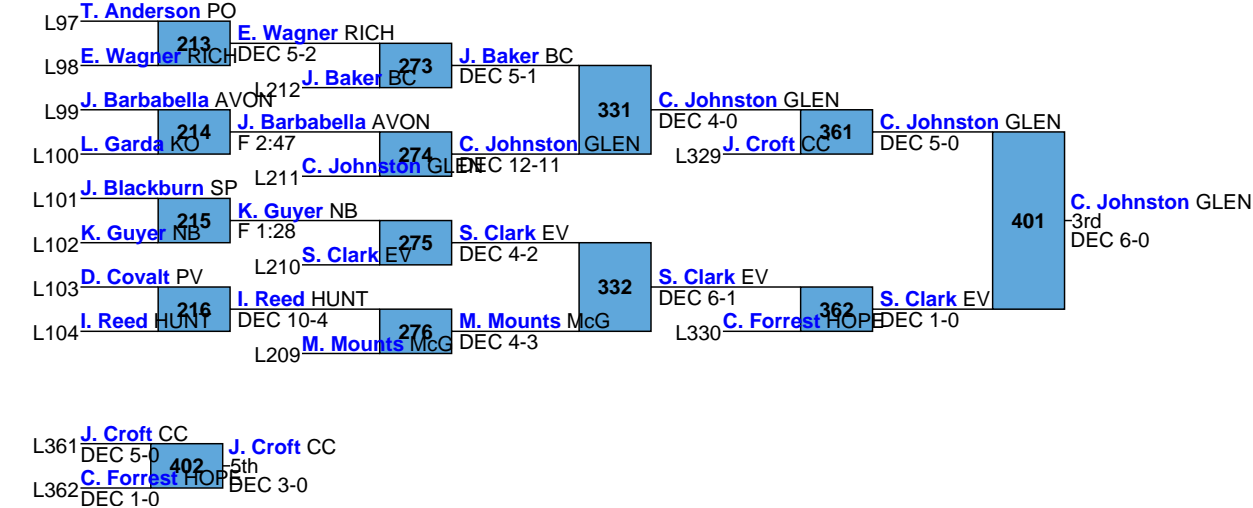 L97 T. Anderson PO
213
L98 E. Wagner RICH
E. Wagner RICH
DEC 5-2
L212 J. Baker BC
273
J. Baker BC
DEC 5-1
L99 J. Barbabella AVON
214
L100 L. Garda KO
J. Barbabella AVON
F 2:47
L211 C. Johnston GLEN
274
C. Johnston GLEN
DEC 12-11
331
C. Johnston GLEN
DEC 4-0
L329 J. Croft CC
361
C. Johnston GLEN
DEC 5-0
L101 J. Blackburn SP
215
L102 K. Guyer NB
K. Guyer NB
F 1:28
L210 S. Clark EV
275
S. Clark EV
DEC 4-2
L103 D. Covalt PV
216
L104 I. Reed HUNT
I. Reed HUNT
DEC 10-4
L209 M. Mounts McG
276
M. Mounts McG
DEC 4-3
332
S. Clark EV
DEC 6-1
L330 C. Forrest HOPE
362
S. Clark EV
DEC 1-0
401
C. Johnston GLEN
3rd
DEC 6-0
L361 J. Croft CC
DEC 5-0
402
L362 C. Forrest HOPE
DEC 1-0
J. Croft CC
5th
DEC 3-0